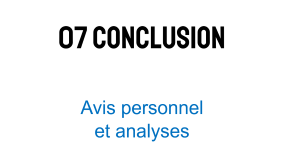 07 CONCLUSION
Avis personnel
et analyses